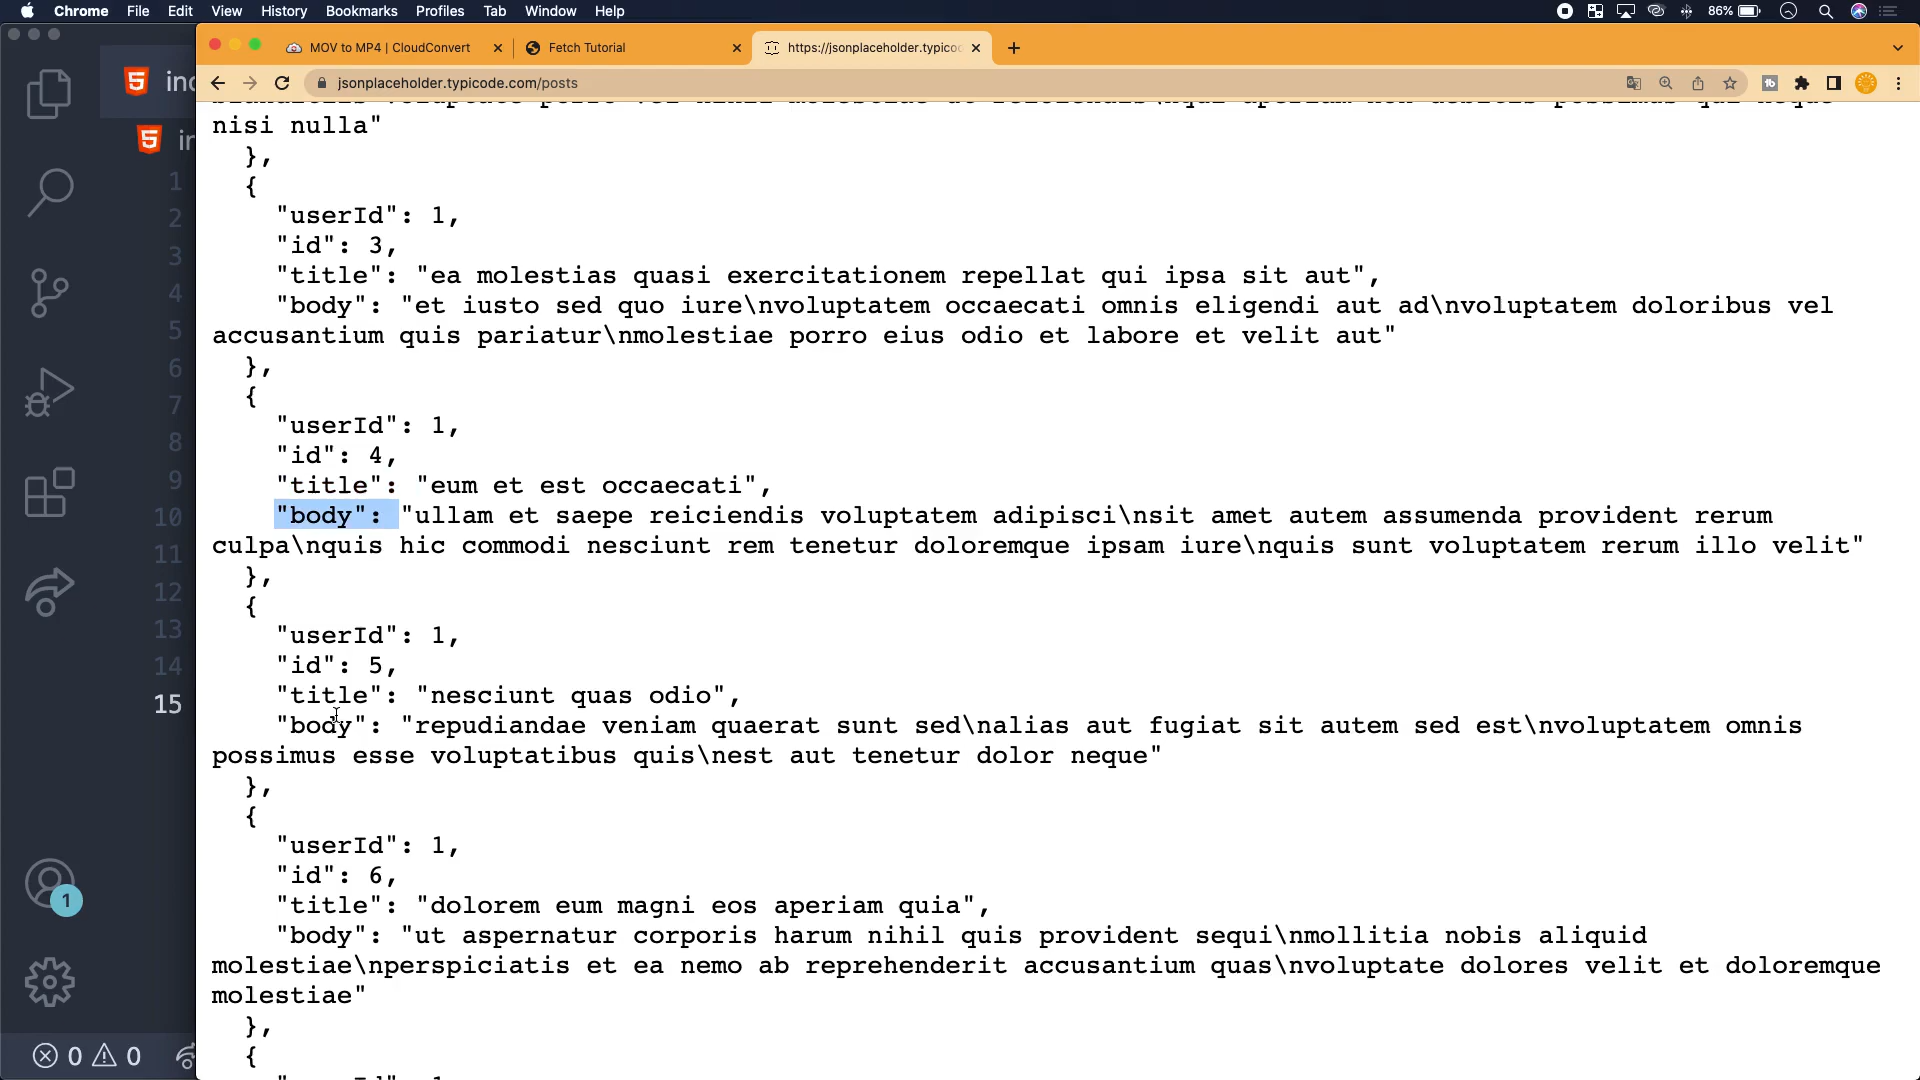 Chrome File Edit View History Bookmarks Profiles Tab Window Help
86%
MOV to MP4 | CloudConvert
Fetch Tutorial
https://jsonplaceholder.typico
jsonplaceholder.typicode.com/posts
nisi nulla"
},
{
"userId": 1,
"id": 3,
"title": "ea molestias quasi exercitationem repellat qui ipsa sit aut",
"body": "et iusto sed quo iure\nvoluptatem occaecati omnis eligendi aut ad\nvoluptatem doloribus vel
accusantium quis pariatur\nmolestiae porro eius odio et labore et velit aut"
},
{
"userId": 1,
"id": 4,
"title": "eum et est occaecati",
"body": "ullam et saepe reiciendis voluptatem adipisci\nsit amet autem assumenda provident rerum
culpa\nquis hic commodi nesciunt rem tenetur doloremque ipsam iure\nquis sunt voluptatem rerum illo velit"
},
{
"userId": 1,
"id": 5,
"title": "nesciunt quas odio",
"body": "repudiandae veniam quaerat sunt sed\nalias aut fugiat sit autem sed est\nvoluptatem omnis
possimus esse voluptatibus quis\nest aut tenetur dolor neque"
},
{
"userId": 1,
"id": 6,
"title": "dolorem eum magni eos aperiam quia",
"body": "ut aspernatur corporis harum nihil quis provident sequi\nmollitia nobis aliquid
molestiae\nperspiciatis et ea nemo ab reprehenderit accusantium quas\nvoluptate dolores velit et doloremque
molestiae"
},
{
ind
in
1
2
3
4
5
6
7
8
9
10
11
12
13
14
15
1
0 0